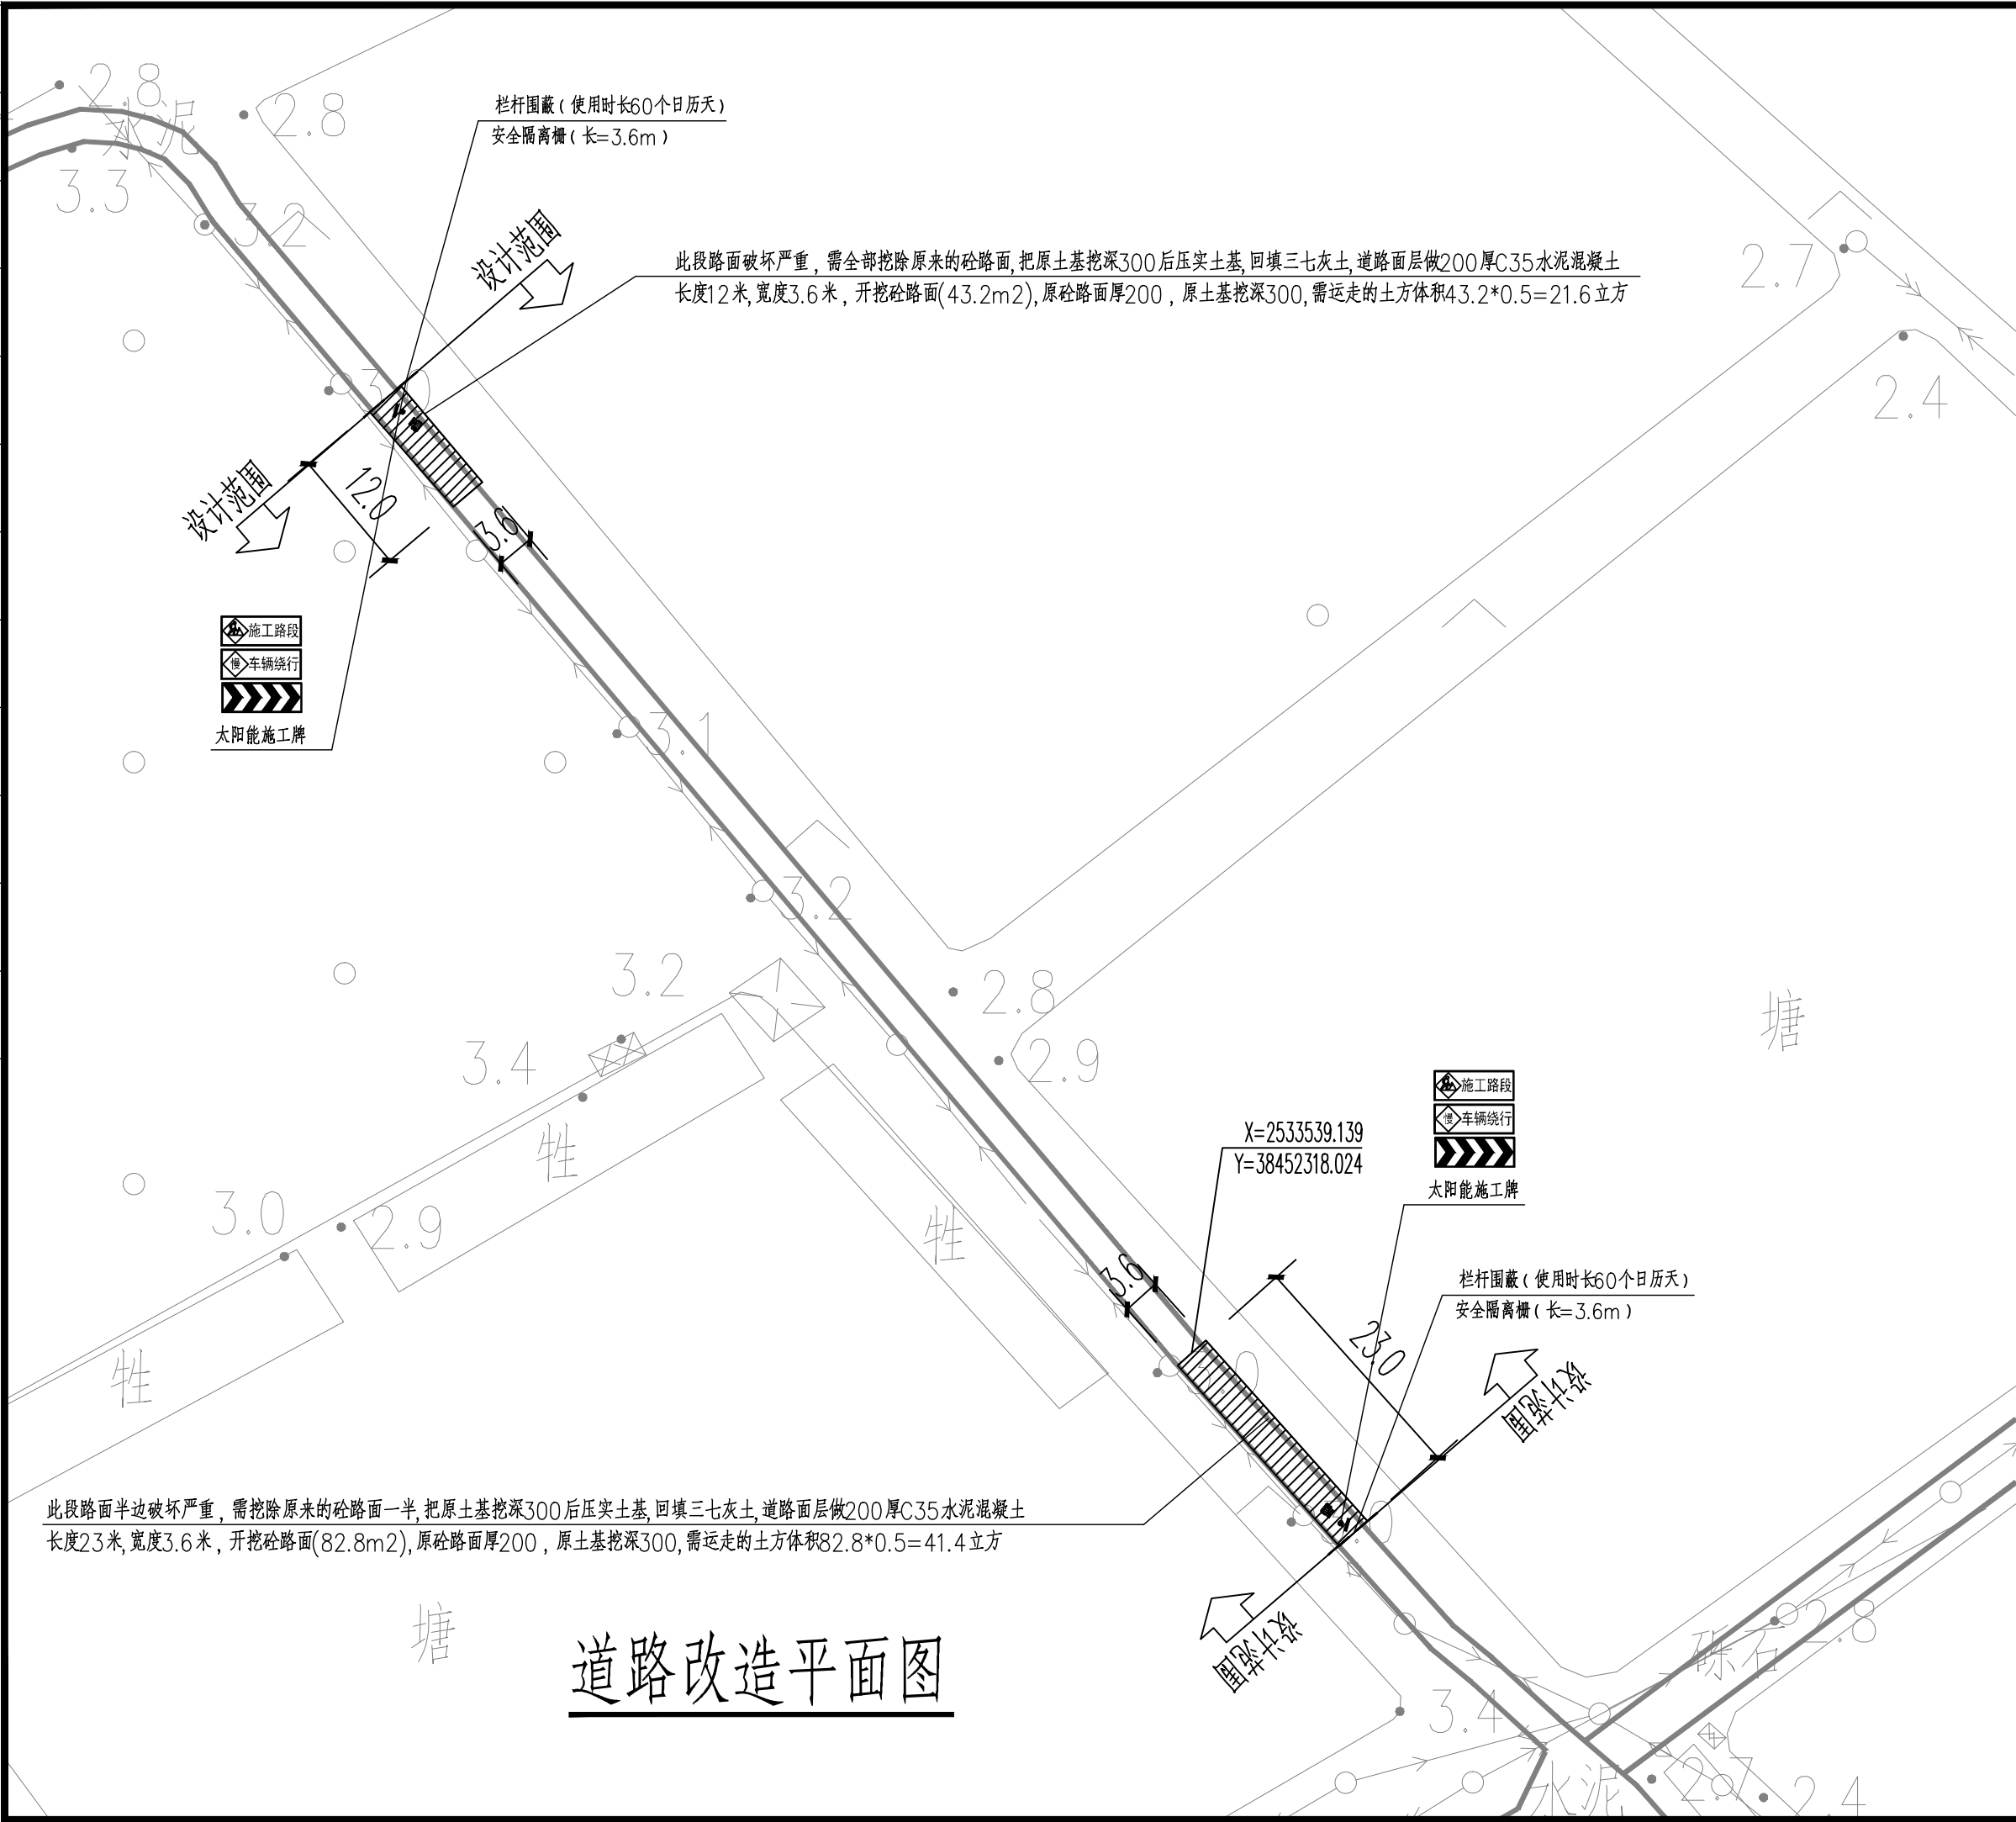 2.8
水泥
2.8
3.3
3.2
栏杆围蔽(使用时长60个日历天)
安全隔离栅(长=3.6m)
设计范围
此段路面破坏严重,需全部挖除原来的砼路面,把原土基挖深300后压实土基,回填三七灰土,道路面层做200厚C35水泥混凝土
长度12米,宽度3.6米,开挖砼路面(43.2m2),原砼路面厚200,原土基挖深300,需运走的土方体积43.2*0.5=21.6立方
2.7
2.4
3.0
设计范围
12.0
3.6
施工路段
慢 车辆绕行
太阳能施工牌
3.1
3.2
3.2
2.8
塘
3.4
2.9
牲
3.0
2.9
牲
牲
X=2533539.139
Y=38452318.024
施工路段
慢 车辆绕行
太阳能施工牌
3.6
栏杆围蔽(使用时长60个日历天)
安全隔离栅(长=3.6m)
23.0
设计范围
此段路面半边破坏严重,需挖除原来的砼路面一半,把原土基挖深300后压实土基,回填三七灰土,道路面层做200厚C35水泥混凝土
长度23米,宽度3.6米,开挖砼路面(82.8m2),原砼路面厚200,原土基挖深300,需运走的土方体积82.8*0.5=41.4立方
设计范围
塘
道路改造平面图
砾石
2.8
3.4
水泥
2.7
2.4